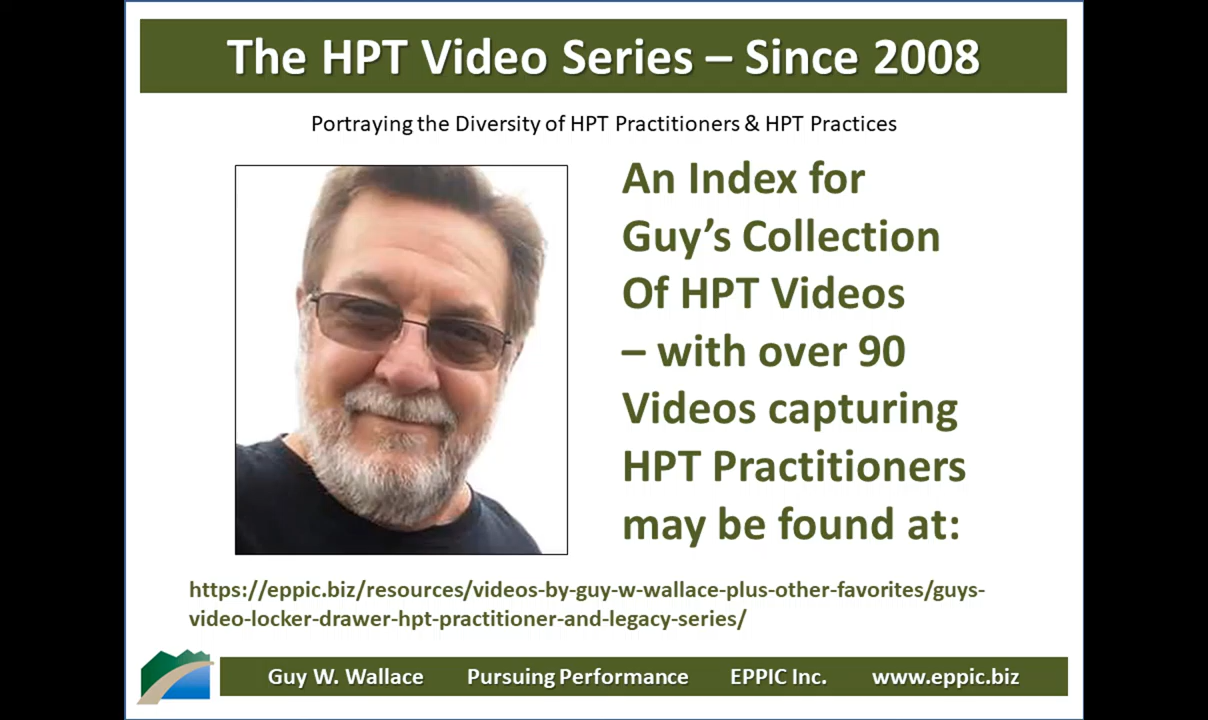 The HPT Video Series – Since 2008
Portraying the Diversity of HPT Practitioners & HPT Practices
An Index for
Guy’s Collection
Of HPT Videos
– with over 90
Videos capturing
HPT Practitioners
may be found at:
https://eppic.biz/resources/videos-by-guy-w-wallace-plus-other-favorites/guys-
video-locker-drawer-hpt-practitioner-and-legacy-series/
Guy W. Wallace Pursuing Performance EPPIC Inc. www.eppic.biz